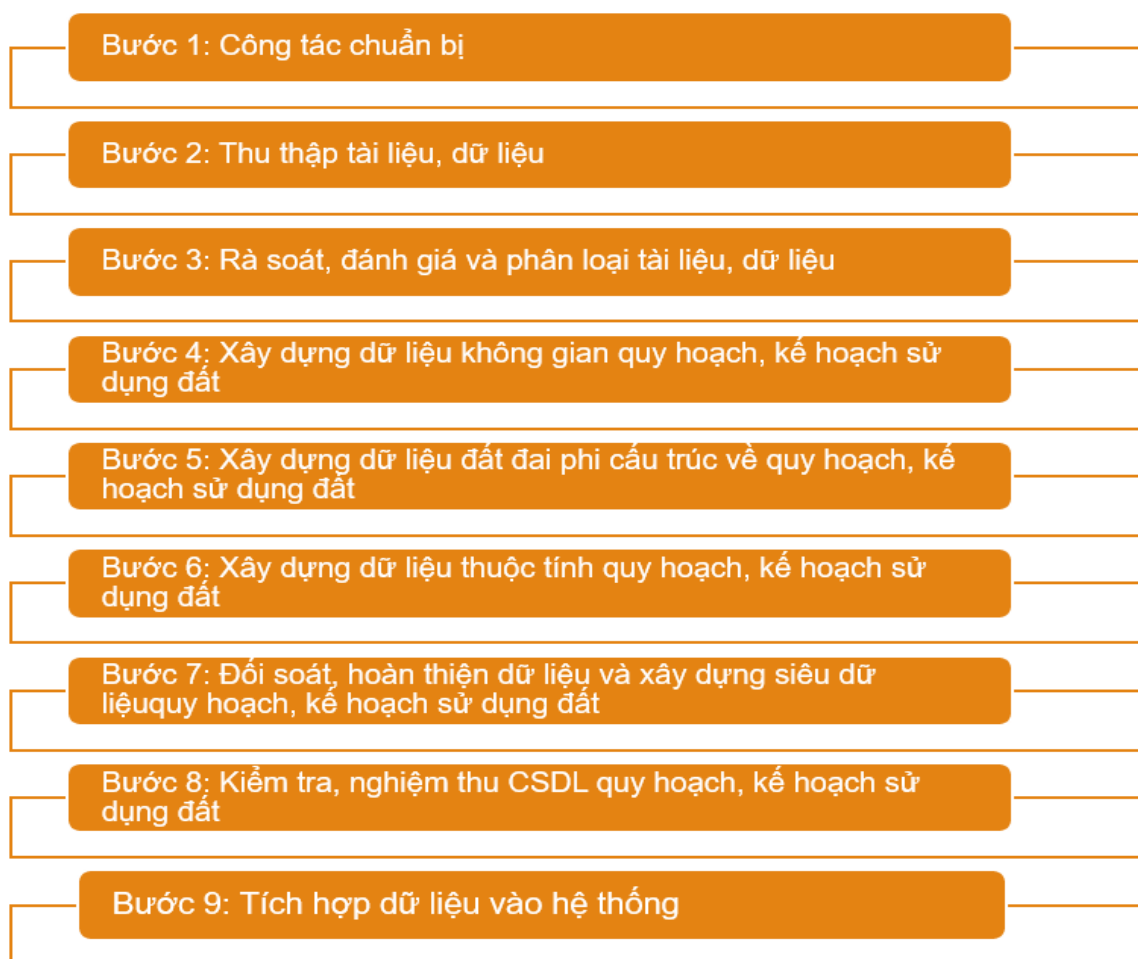 Bước 1: Công tác chuẩn bị
Bước 2: Thu thập tài liệu, dữ liệu
Bước 3: Rà soát, đánh giá và phân loại tài liệu, dữ liệu
Bước 4: Xây dựng dữ liệu không gian quy hoạch, kế hoạch sử
dụng đất
Bước 5: Xây dựng dữ liệu đất đai phi cấu trúc về quy hoạch, kế
hoạch sử dụng đất
Bước 6: Xây dựng dữ liệu thuộc tính quy hoạch, kế hoạch sử
dụng đất
Bước 7: Đối soát, hoàn thiện dữ liệu và xây dựng siêu dữ
liệuquy hoạch, kế hoạch sử dụng đất
Bước 8: Kiểm tra, nghiệm thu CSDL quy hoạch, kế hoạch sử
dụng đất
Bước 9: Tích hợp dữ liệu vào hệ thống